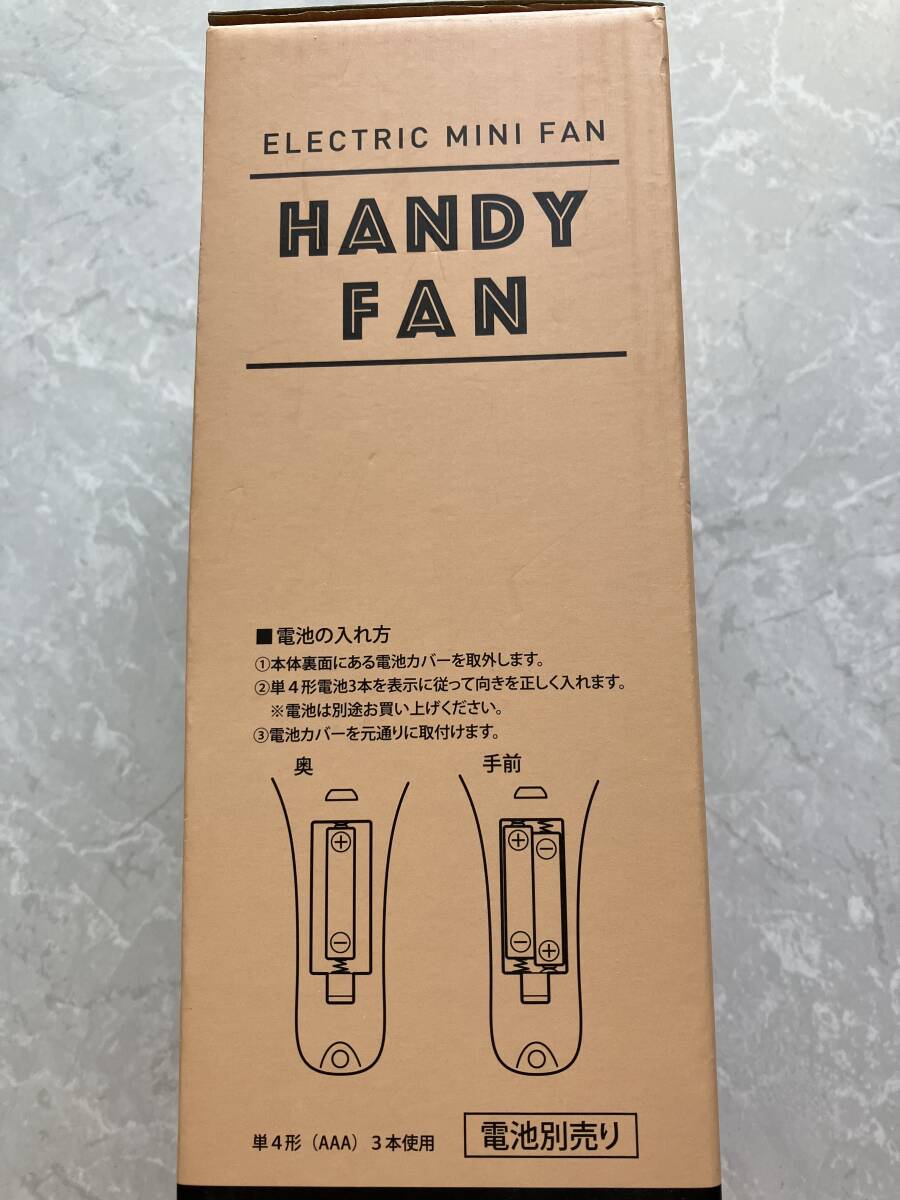 ELECTRIC MINI FAN
HANDY
FAN
■電池の入れ方
①本体裏面にある電池カバーを取外します。
②単4形電池3本を表示に従って向きを正しく入れます。
※電池は別途お買い上げください。
③電池カバーを元通りに取付けます。
奥
手前
+
-
+
-
-
+
単4形（AAA）3本使用
電池別売り